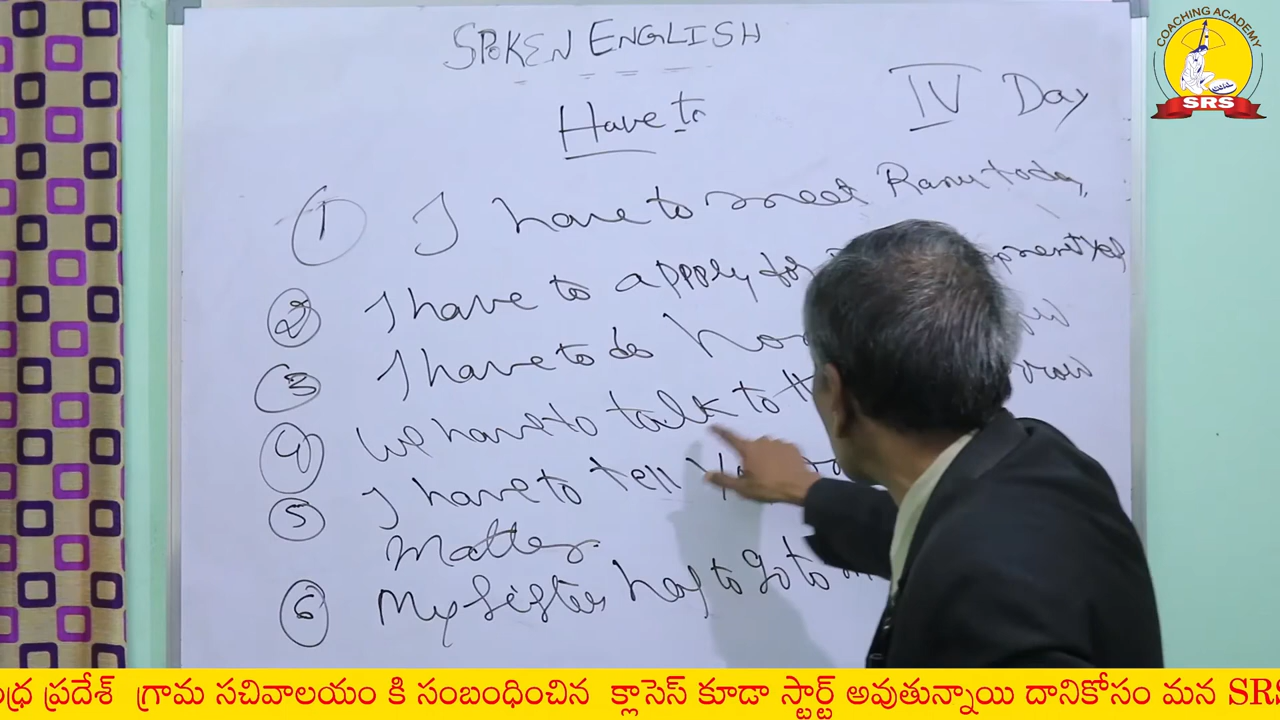 SPOKEN ENGLISH
Have to
IV Day
① I have to meet Ramu today
② I have to apply for
③ I have to do
④ We have to talk to
⑤ I have to tell
Matter.
⑥ My sister has to go to
COACHING ACADEMY
SRS
ప్రదేశ్ గ్రామ సచివాలయం కి సంబంధించిన క్లాసెస్ కూడా స్టార్ట్ అవుతున్నాయి దానికోసం మన SRS